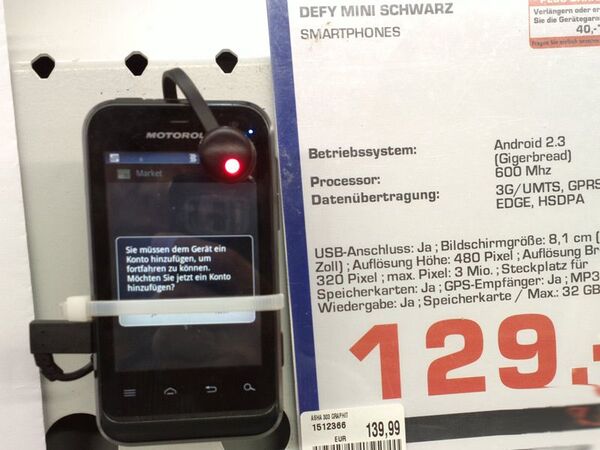 DEFY MINI SCHWARZ
SMARTPHONES
Verlängern oder er
Sie die Gerätegara
40,-
MOTOROL
Market
Sie müssen dem Gerät ein
Konto hinzufügen, um
fortfahren zu können.
Möchten Sie jetzt ein Konto
hinzufügen?
Betriebssystem: Android 2.3
(Gigerbread)
Processor: 600 Mhz
Datenübertragung: 3G/UMTS, GPRS
EDGE, HSDPA
USB-Anschluss: Ja ; Bildschirmgröße: 8,1 cm (
Zoll) ; Auflösung Höhe: 480 Pixel ; Auflösung Br
320 Pixel ; max. Pixel: 3 Mio. ; Steckplatz für
Speicherkarten: Ja ; GPS-Empfänger: Ja ; MP3
Wiedergabe: Ja ; Speicherkarte / Max.: 32 GB
129.-
ASHA 303 GRAPHIT
1512366
EUR 139,99